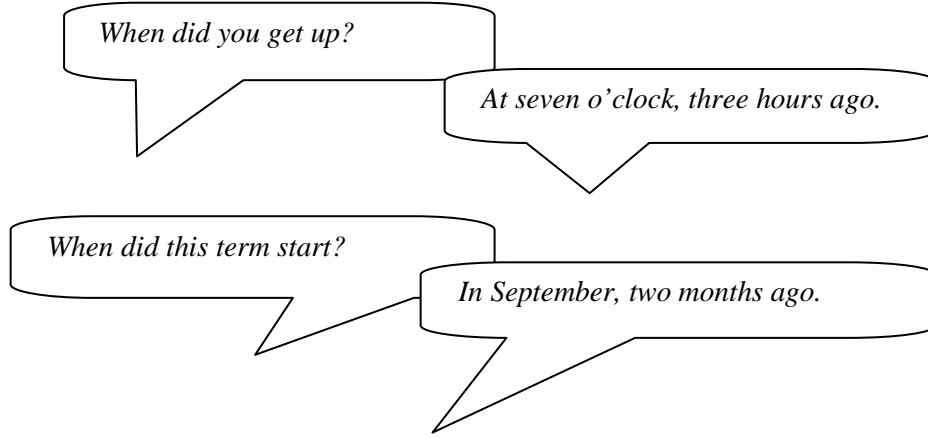 When did you get up?
At seven o’clock, three hours ago.
When did this term start?
In September, two months ago.